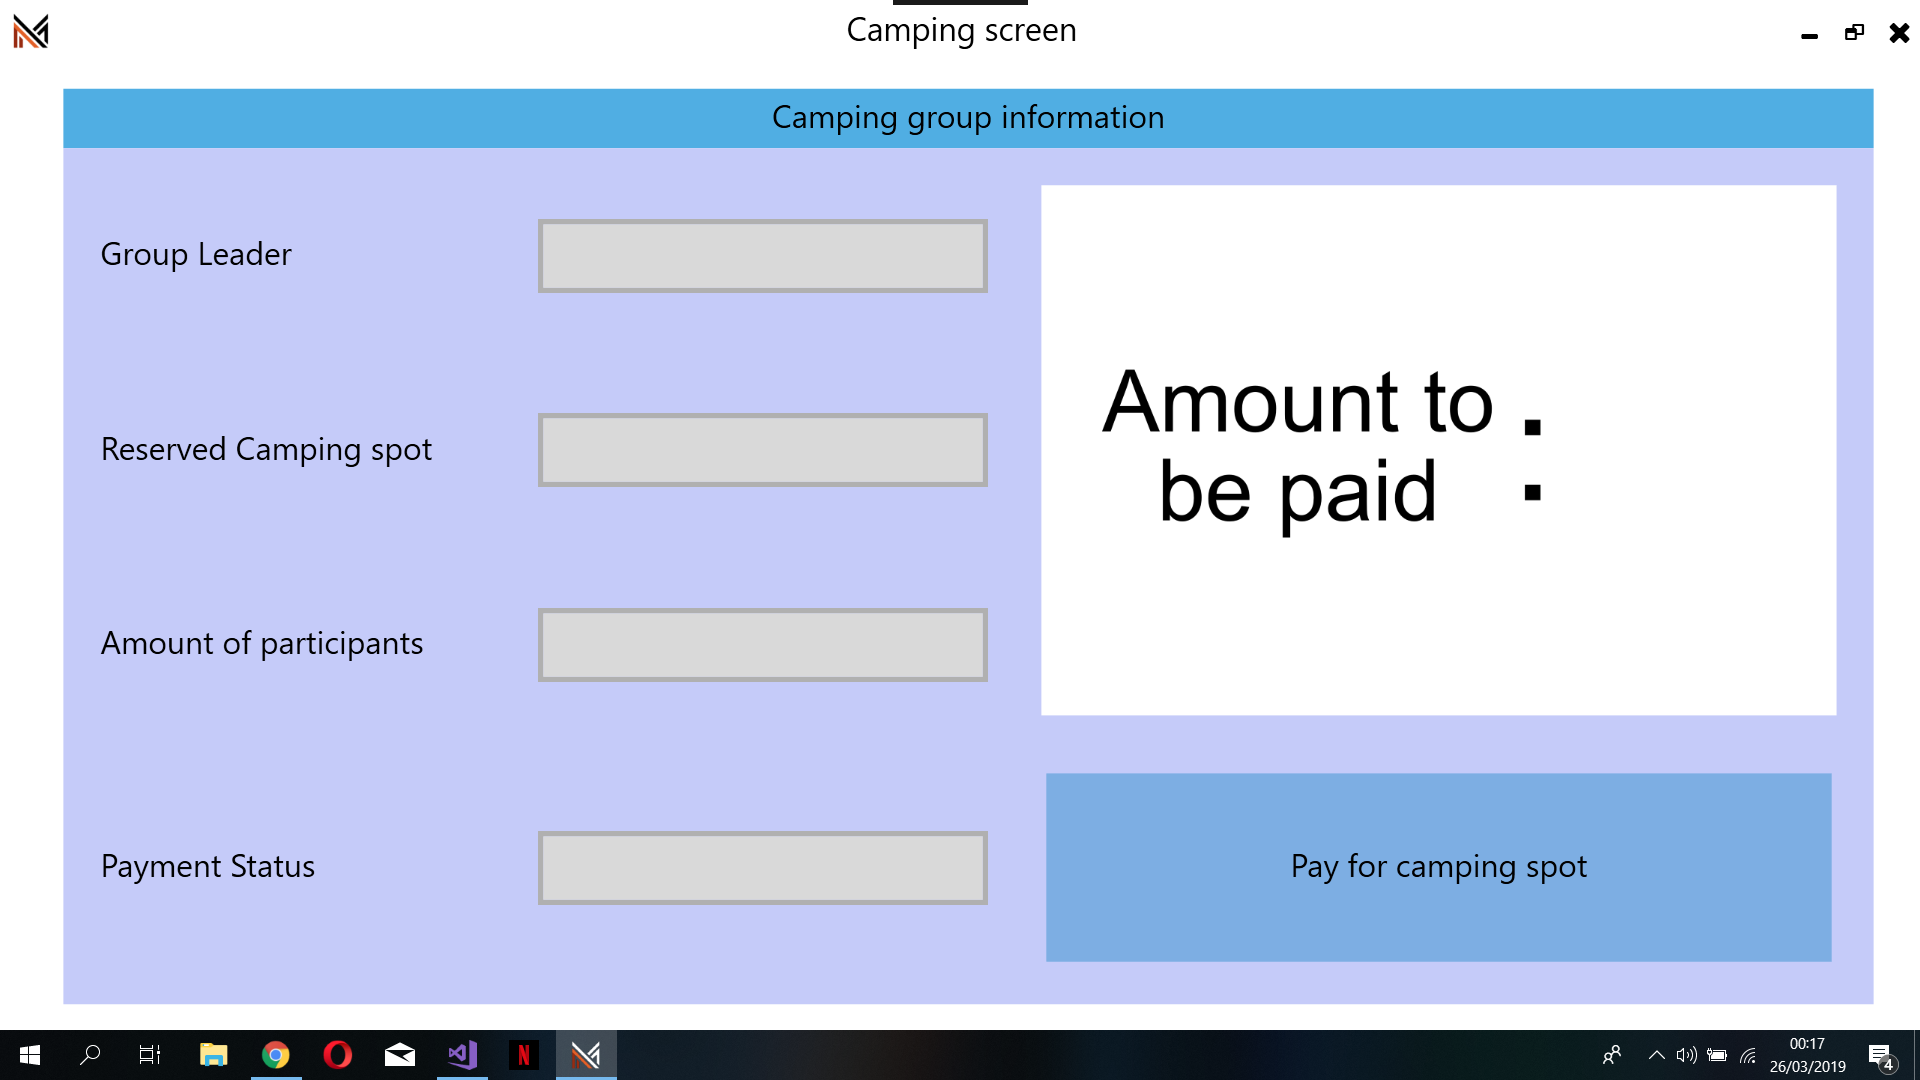 Camping screen
Camping group information
Group Leader
Reserved Camping spot
Amount of participants
Payment Status
Amount to
be paid
:
Pay for camping spot
00:17
26/03/2019
4